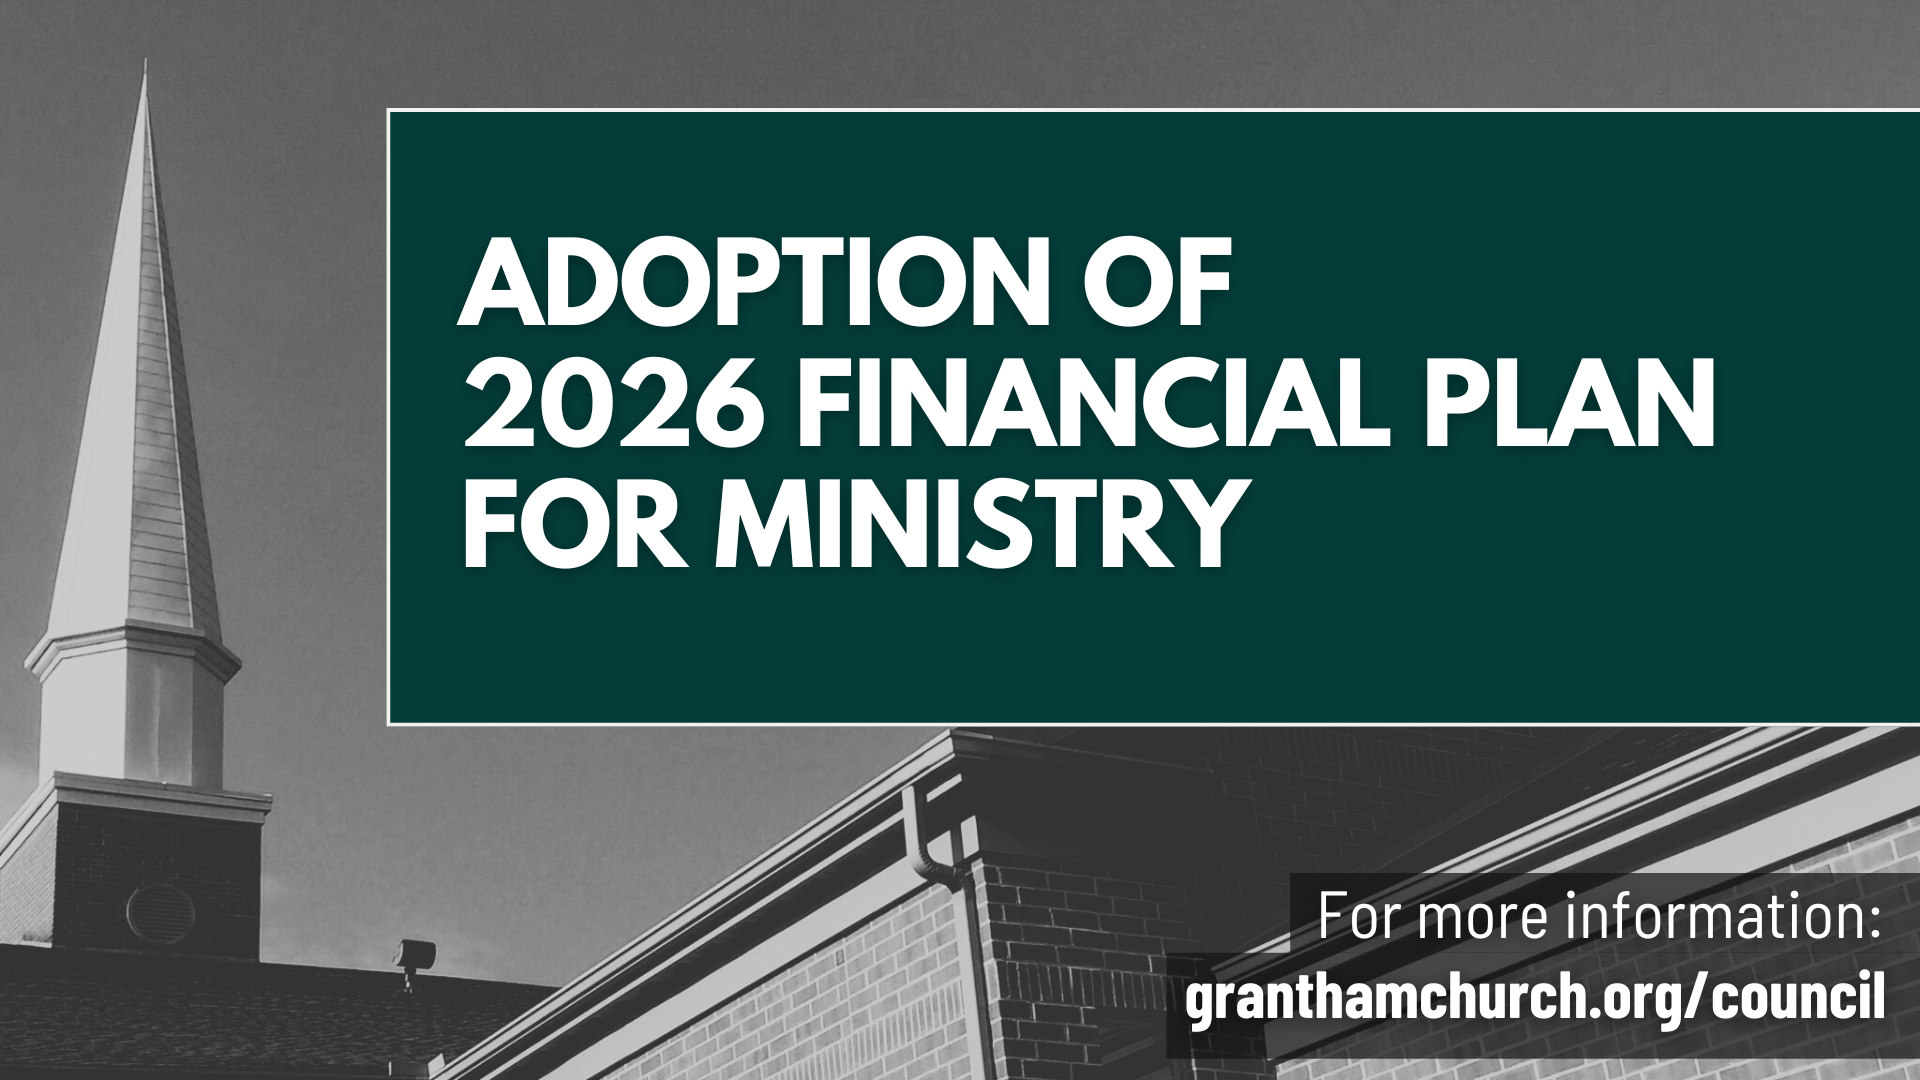 ADOPTION OF
2026 FINANCIAL PLAN
FOR MINISTRY
For more information:
granthamchurch.org/council